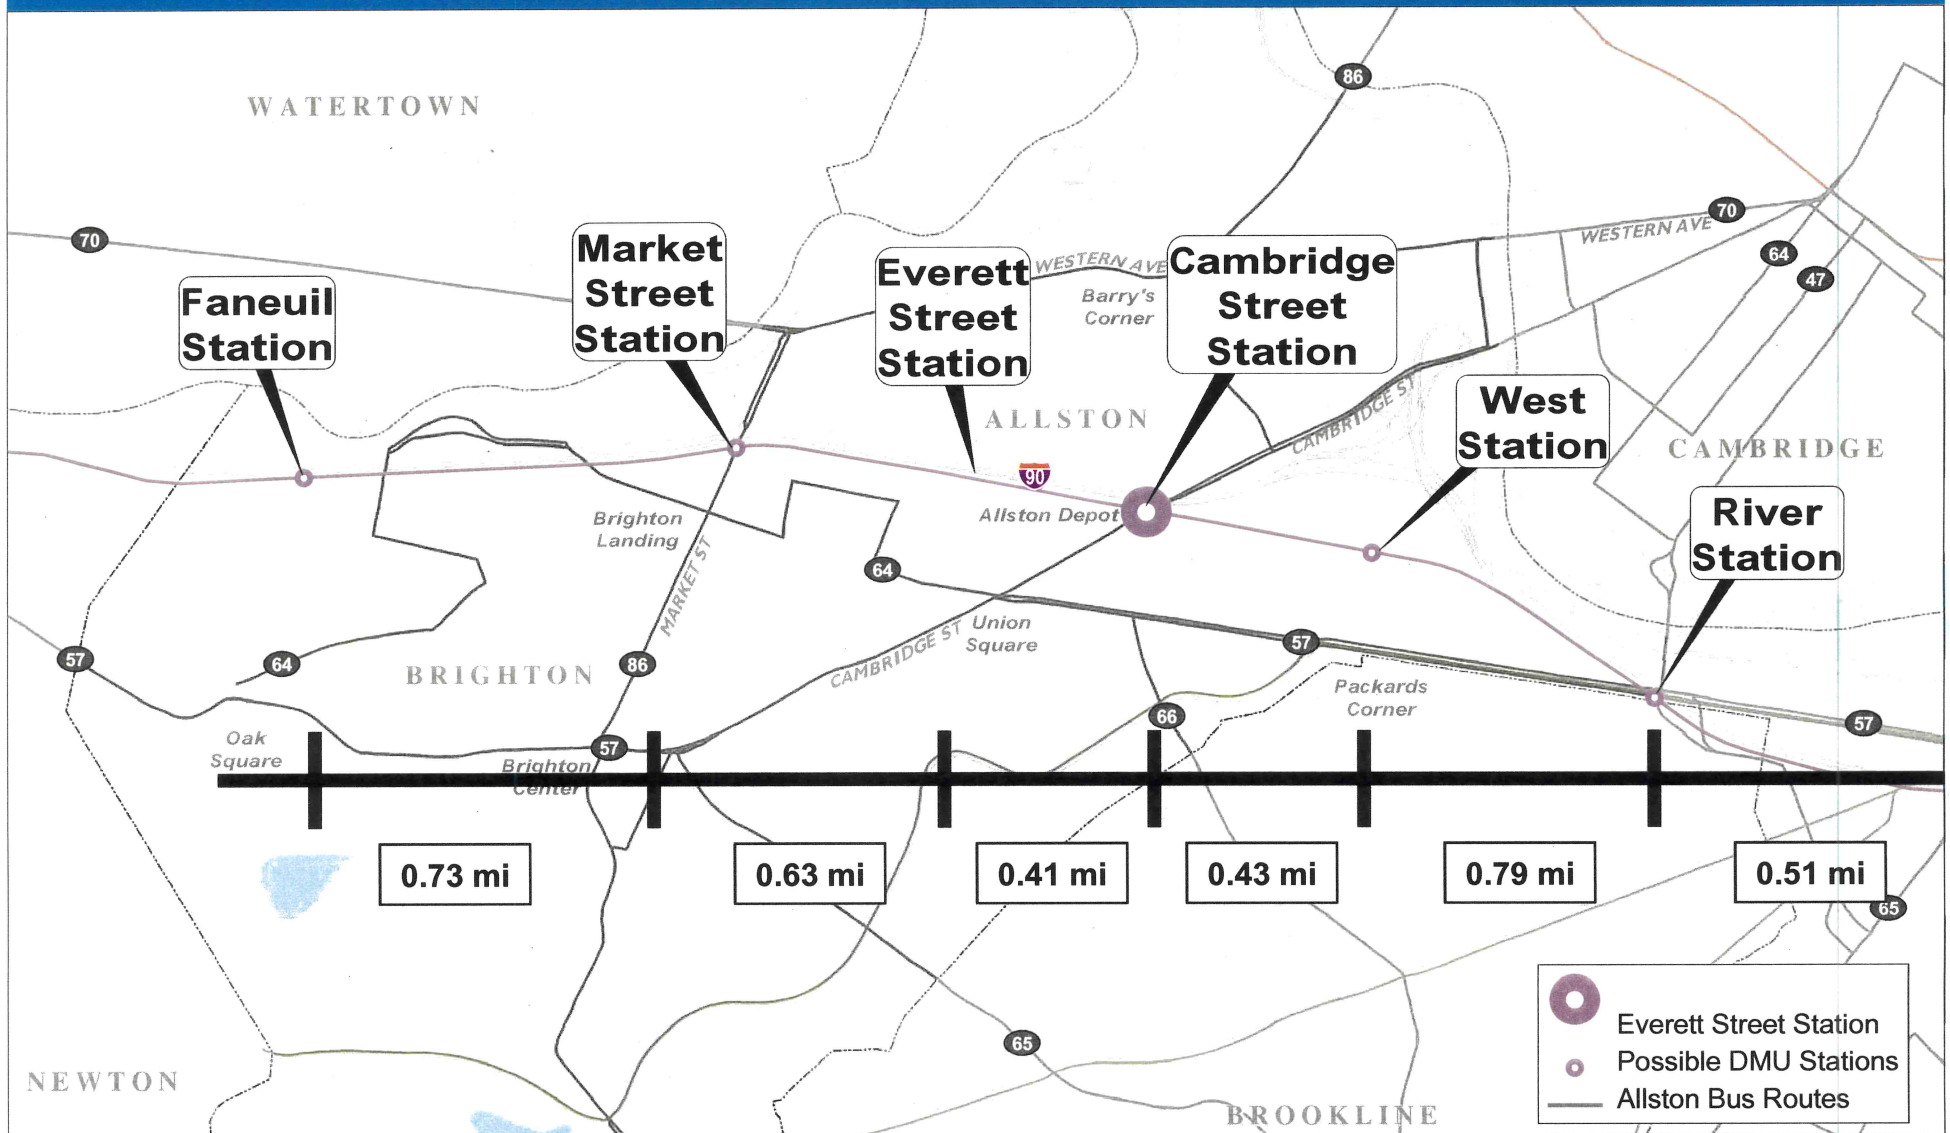 WATERTOWN
86
70
70
WESTERN AVE
64
47
Market
Street
Station
Everett
Street
Station
WESTERN AVE
Barry's
Corner
Cambridge
Street
Station
Faneuil
Station
ALLSTON
CAMBRIDGE ST
West
Station
CAMBRIDGE
90
Allston Depot
River
Station
Brighton
Landing
MARKET ST
64
Union
Square
57
57
64
86
BRIGHTON
CAMBRIDGE ST
Packards
Corner
66
57
Oak
Square
57
Brighton
Center
0.73 mi
0.63 mi
0.41 mi
0.43 mi
0.79 mi
0.51 mi
65
65
NEWTON
BROOKLINE
Everett Street Station
Possible DMU Stations
Allston Bus Routes